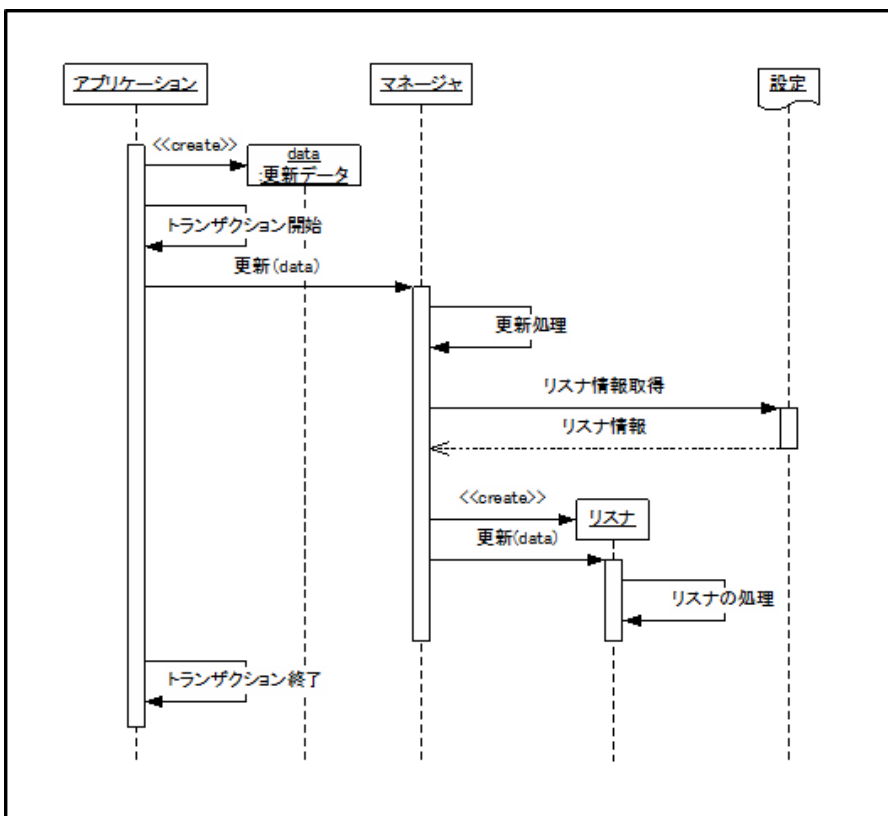 アプリケーション
マネージャ
設定
<<create>>
data
:更新データ
トランザクション開始
更新(data)
更新処理
リスナ情報取得
リスナ情報
<<create>>
リスナ
更新(data)
リスナの処理
トランザクション終了